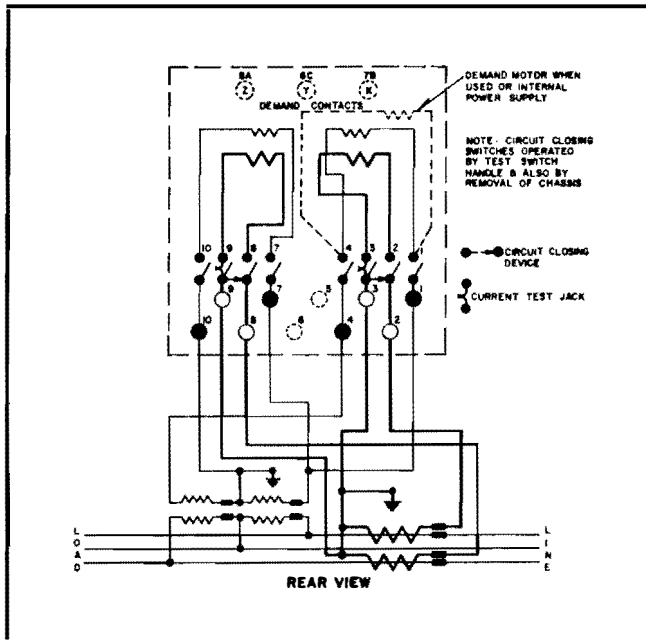 8A 6C 7B
Z Y K
DEMAND CONTACTS
DEMAND MOTOR WHEN
USED OR INTERNAL
POWER SUPPLY
NOTE - CIRCUIT CLOSING
SWITCHES OPERATED
BY TEST SWITCH
HANDLE & ALSO BY
REMOVAL OF CHASSIS
10 9 8 7 4 3 2 1
CIRCUIT CLOSING
DEVICE
9 7 5 3 1
CURRENT TEST JACK
10 8 6 4 2
LOAD
LINE
REAR VIEW